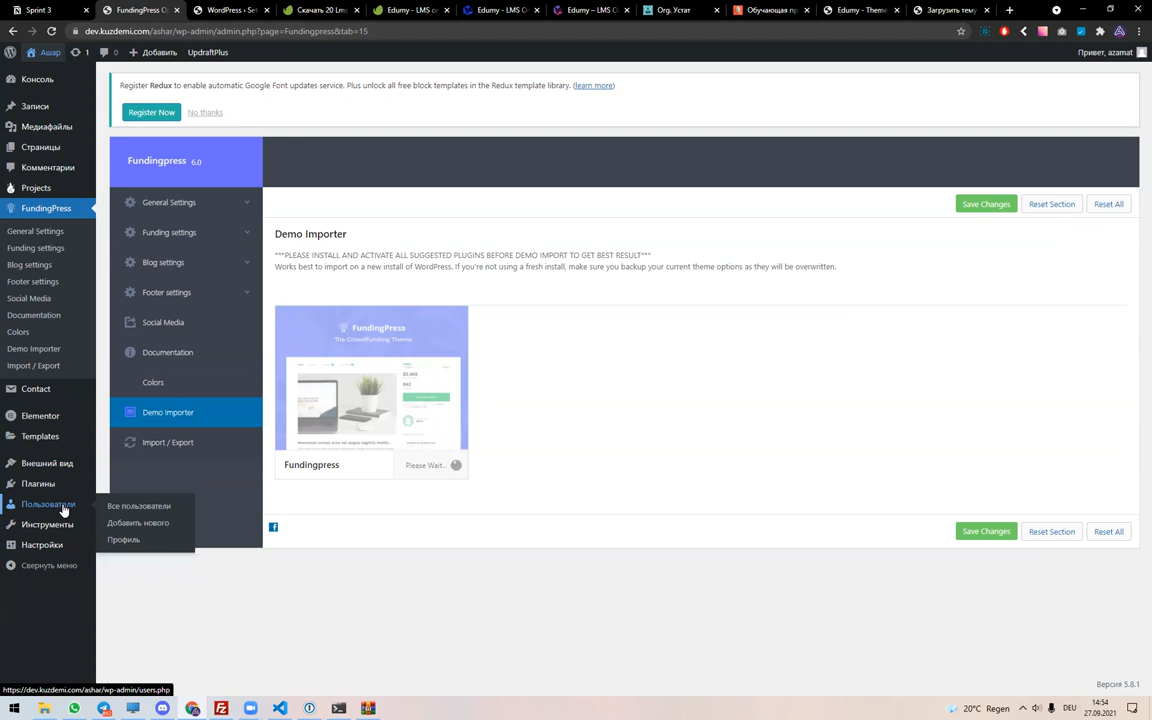 Sprint 3
FundingPress Op
WordPress › Set
Скачать 20 Lms
Edumy - LMS on
Edumy - LMS On
Edumy – LMS O
Org. Устат
Обучающая пр
Edumy - Theme
Загрузить тему
dev.kuzdemi.com/ashar/wp-admin/admin.php?page=Fundingpress&tab=15
Ашар
1
Добавить
UpdraftPlus
Привет, azamat
Консоль
Записи
Медиафайлы
Страницы
Комментарии
Projects
FundingPress
General Settings
Funding settings
Blog settings
Footer settings
Social Media
Documentation
Colors
Demo Importer
Import / Export
Contact
Elementor
Templates
Внешний вид
Плагины
Пользователи
Инструменты
Настройки
Свернуть меню
Все пользователи
Добавить нового
Профиль
Register Redux to enable automatic Google Font updates service. Plus unlock all free block templates in the Redux template library. (learn more)
Register Now
No thanks
Fundingpress 6.0
General Settings
Funding settings
Blog settings
Footer settings
Social Media
Documentation
Colors
Demo Importer
Import / Export
Save Changes
Reset Section
Reset All
Demo Importer
***PLEASE INSTALL AND ACTIVATE ALL SUGGESTED PLUGINS BEFORE DEMO IMPORT TO GET BEST RESULT***
Works best to import on a new install of WordPress. If you're not using a fresh install, make sure you backup your current theme options as they will be overwritten.
FundingPress
The Crowdfunding Theme
Fundingpress
Please Wait...
Save Changes
Reset Section
Reset All
Версия 5.8.1
https://dev.kuzdemi.com/ashar/wp-admin/users.php
20°C Regen
DEU
14:54
27.09.2021